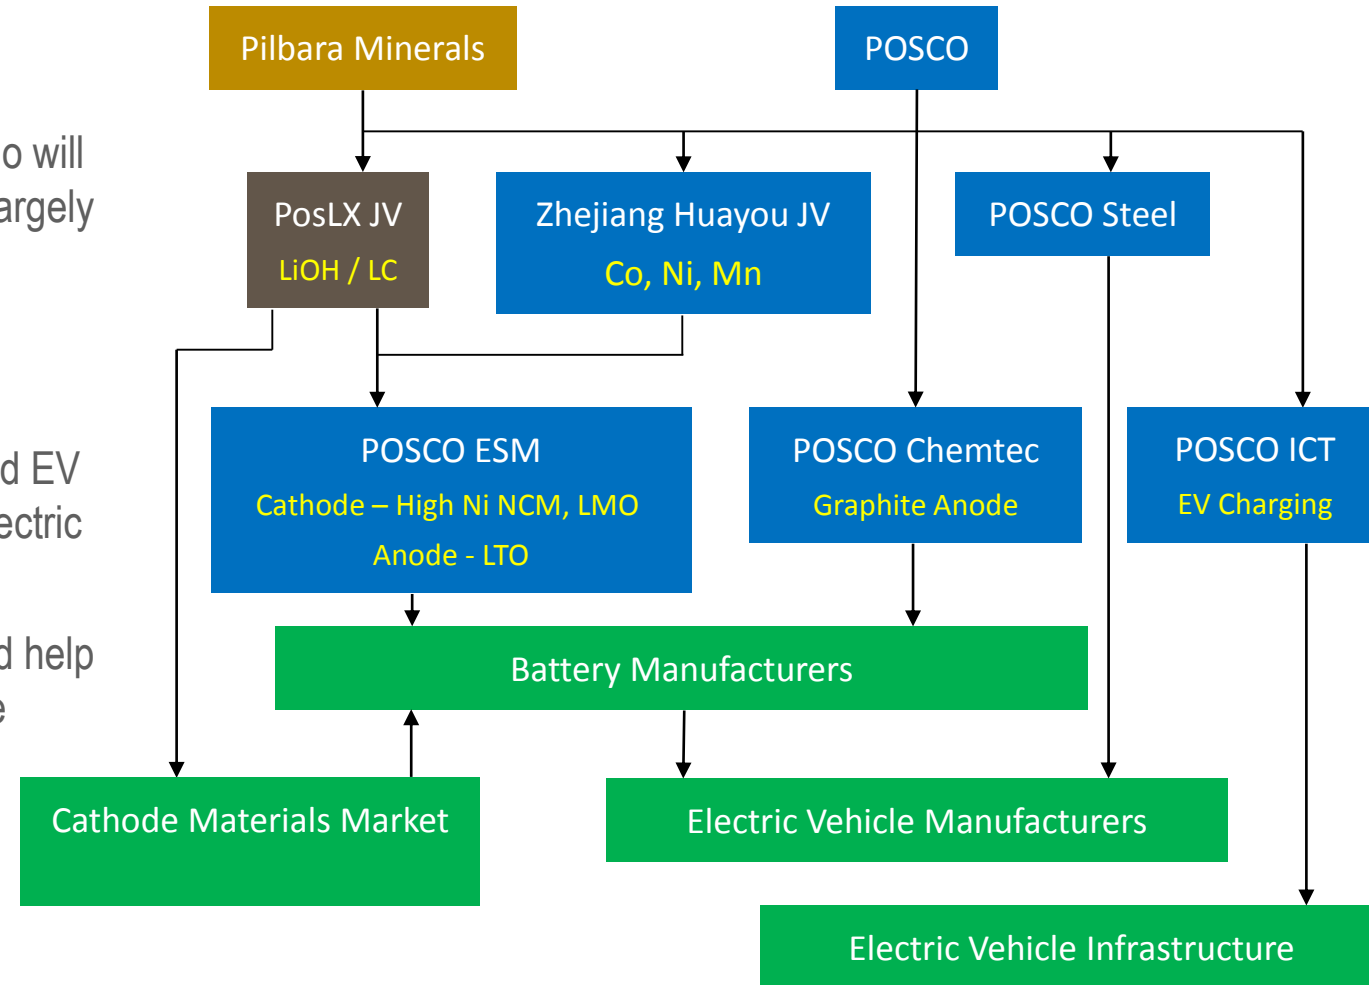 Pilbara Minerals
POSCO
o will
argely
d EV
ectric
d help
e
PosLX JV
LiOH / LC
Zhejiang Huayou JV
Co, Ni, Mn
POSCO Steel
POSCO ESM
Cathode – High Ni NCM, LMO
Anode - LTO
POSCO Chemtec
Graphite Anode
POSCO ICT
EV Charging
Battery Manufacturers
Cathode Materials Market
Electric Vehicle Manufacturers
Electric Vehicle Infrastructure